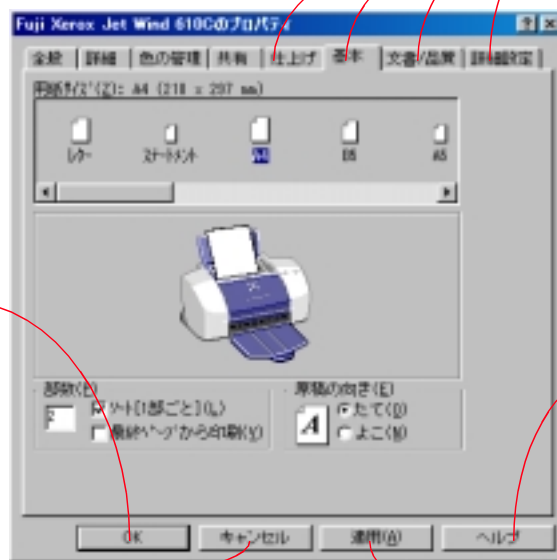 Fuji Xerox Jet Wind 610Cのプロパティ
全般 詳細 色の管理 共有 仕上げ 基本 文書/品質 詳細設定
用紙サイズ(Z): A4 (210 x 297 mm)
レター ステートメント A4 B5 A5
部数(P)
2
ソート[1部ごと](L)
最終ページから印刷(Y)
原稿の向き(E)
A
たて(O)
よこ(N)
OK キャンセル 適用(A) ヘルプ